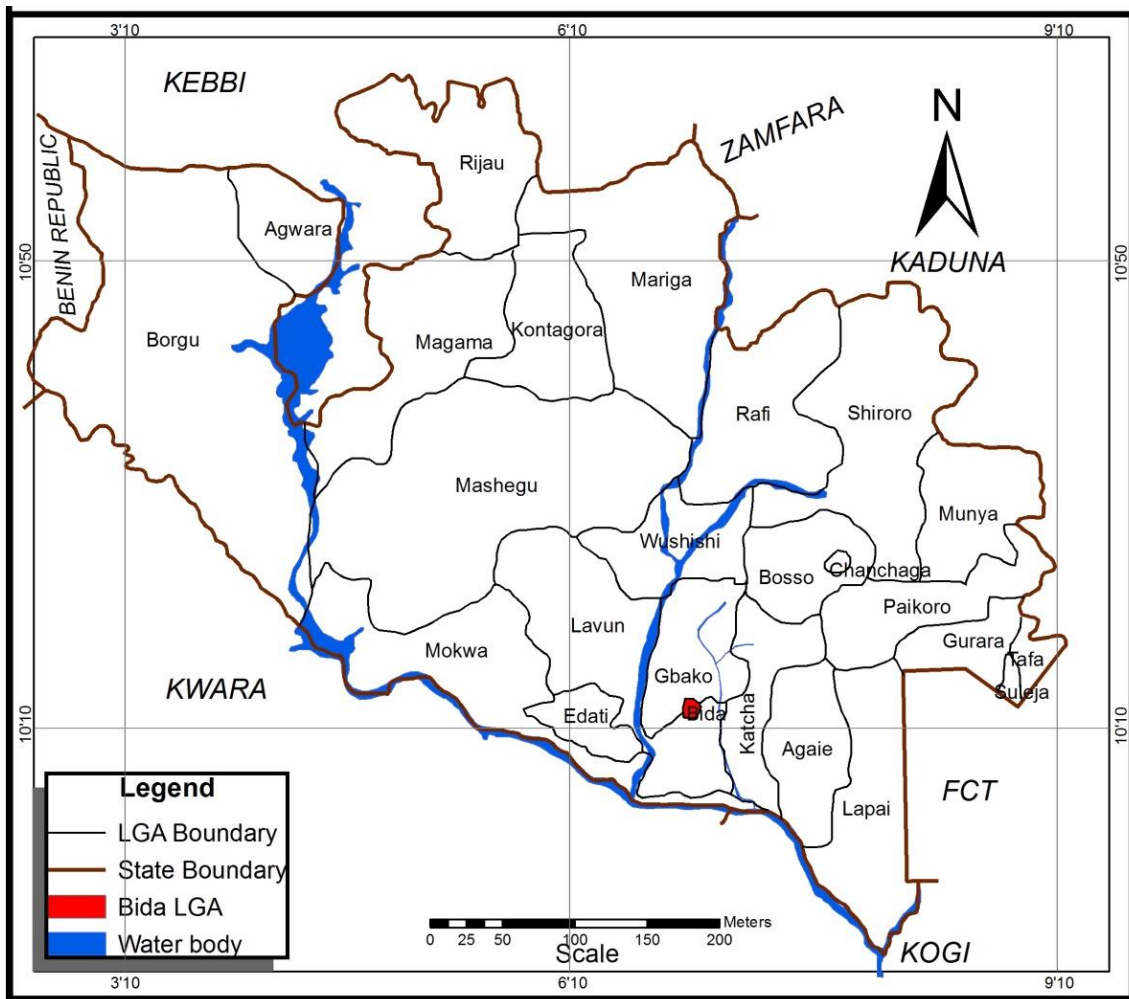 3'10 6'10 9'10
KEBBI
ZAMFARA
N
Rijau
BENIN REPUBLIC
Agwara
10'50 10'50
KADUNA
Mariga
Borgu
Magama
Kontagora
Rafi
Shiroro
Mashegu
Munya
Wushishi
Bosso
Chanchaga
Paikoro
Lavun
Gurara
Mokwa
Tafa
Gbako
KWARA
Suleja
Edati
Bida
Katcha
10'10
Agaie
Legend
FCT
Lapai
LGA Boundary
State Boundary
Bida LGA
Water body
Meters
0 25 50 100 150 200
Scale
KOGI
3'10 6'10 9'10
10'10